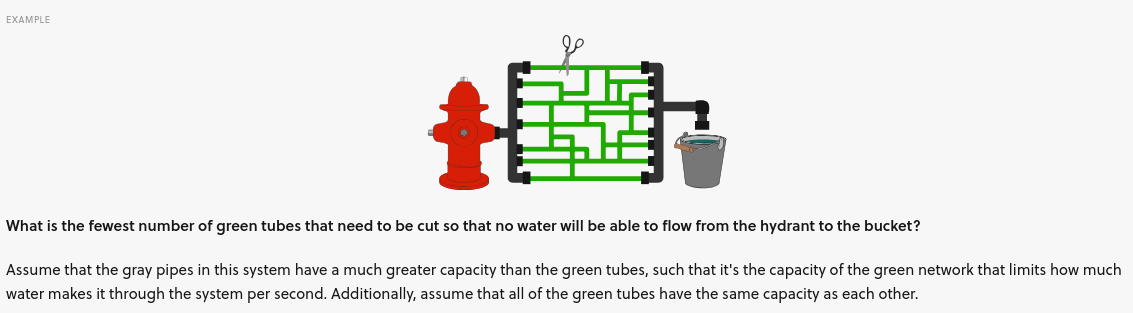 EXAMPLE
What is the fewest number of green tubes that need to be cut so that no water will be able to flow from the hydrant to the bucket?
Assume that the gray pipes in this system have a much greater capacity than the green tubes, such that it's the capacity of the green network that limits how much
water makes it through the system per second. Additionally, assume that all of the green tubes have the same capacity as each other.